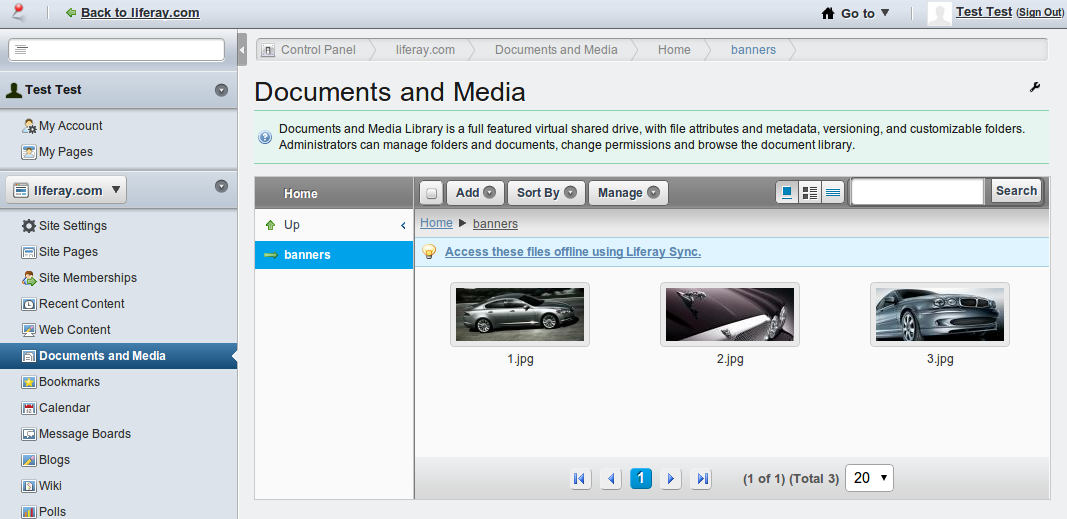 Back to liferay.com
Go to
Test Test (Sign Out)
Test Test
My Account
My Pages
liferay.com
Site Settings
Site Pages
Site Memberships
Recent Content
Web Content
Documents and Media
Bookmarks
Calendar
Message Boards
Blogs
Wiki
Polls
Control Panel
liferay.com
Documents and Media
Home
banners
Documents and Media
Documents and Media Library is a full featured virtual shared drive, with file attributes and metadata, versioning, and customizable folders.
Administrators can manage folders and documents, change permissions and browse the document library.
Home
Up
banners
Add
Sort By
Manage
Search
Home
banners
Access these files offline using Liferay Sync.
1.jpg
2.jpg
3.jpg
1
(1 of 1) (Total 3)
20